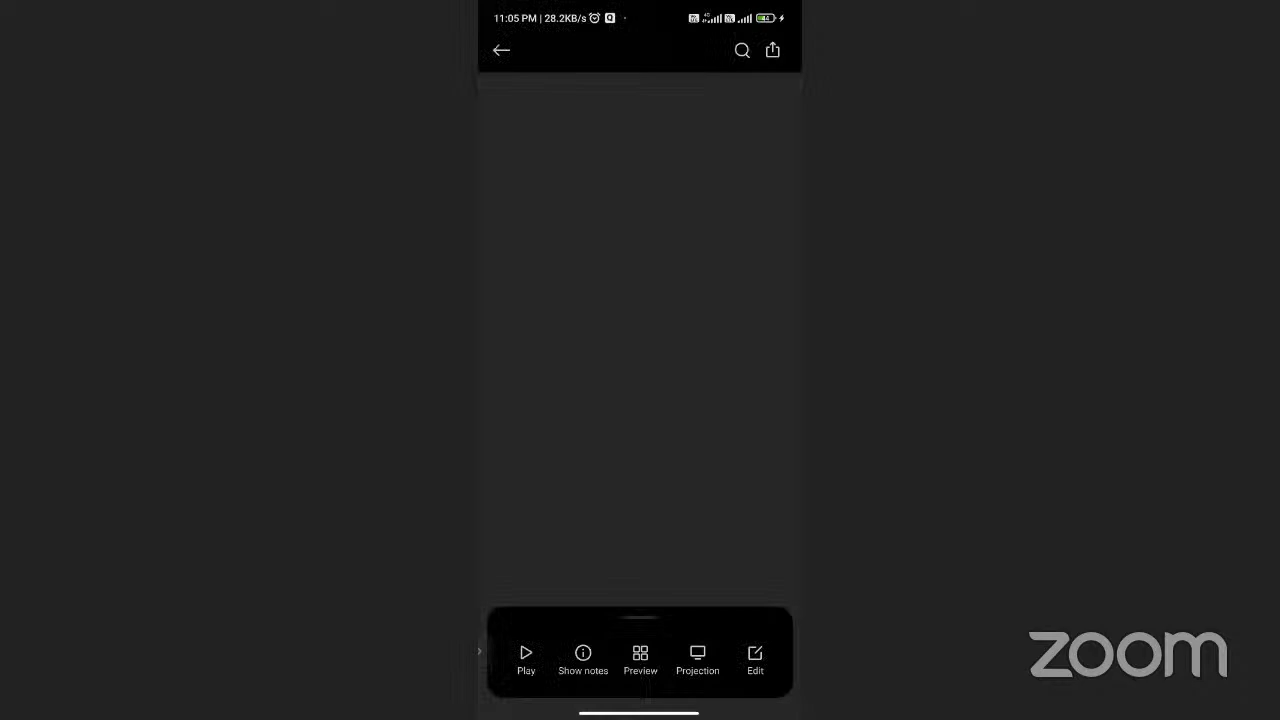 11:05 PM | 28.2KB/s
Play
Show notes
Preview
Projection
Edit
zoom